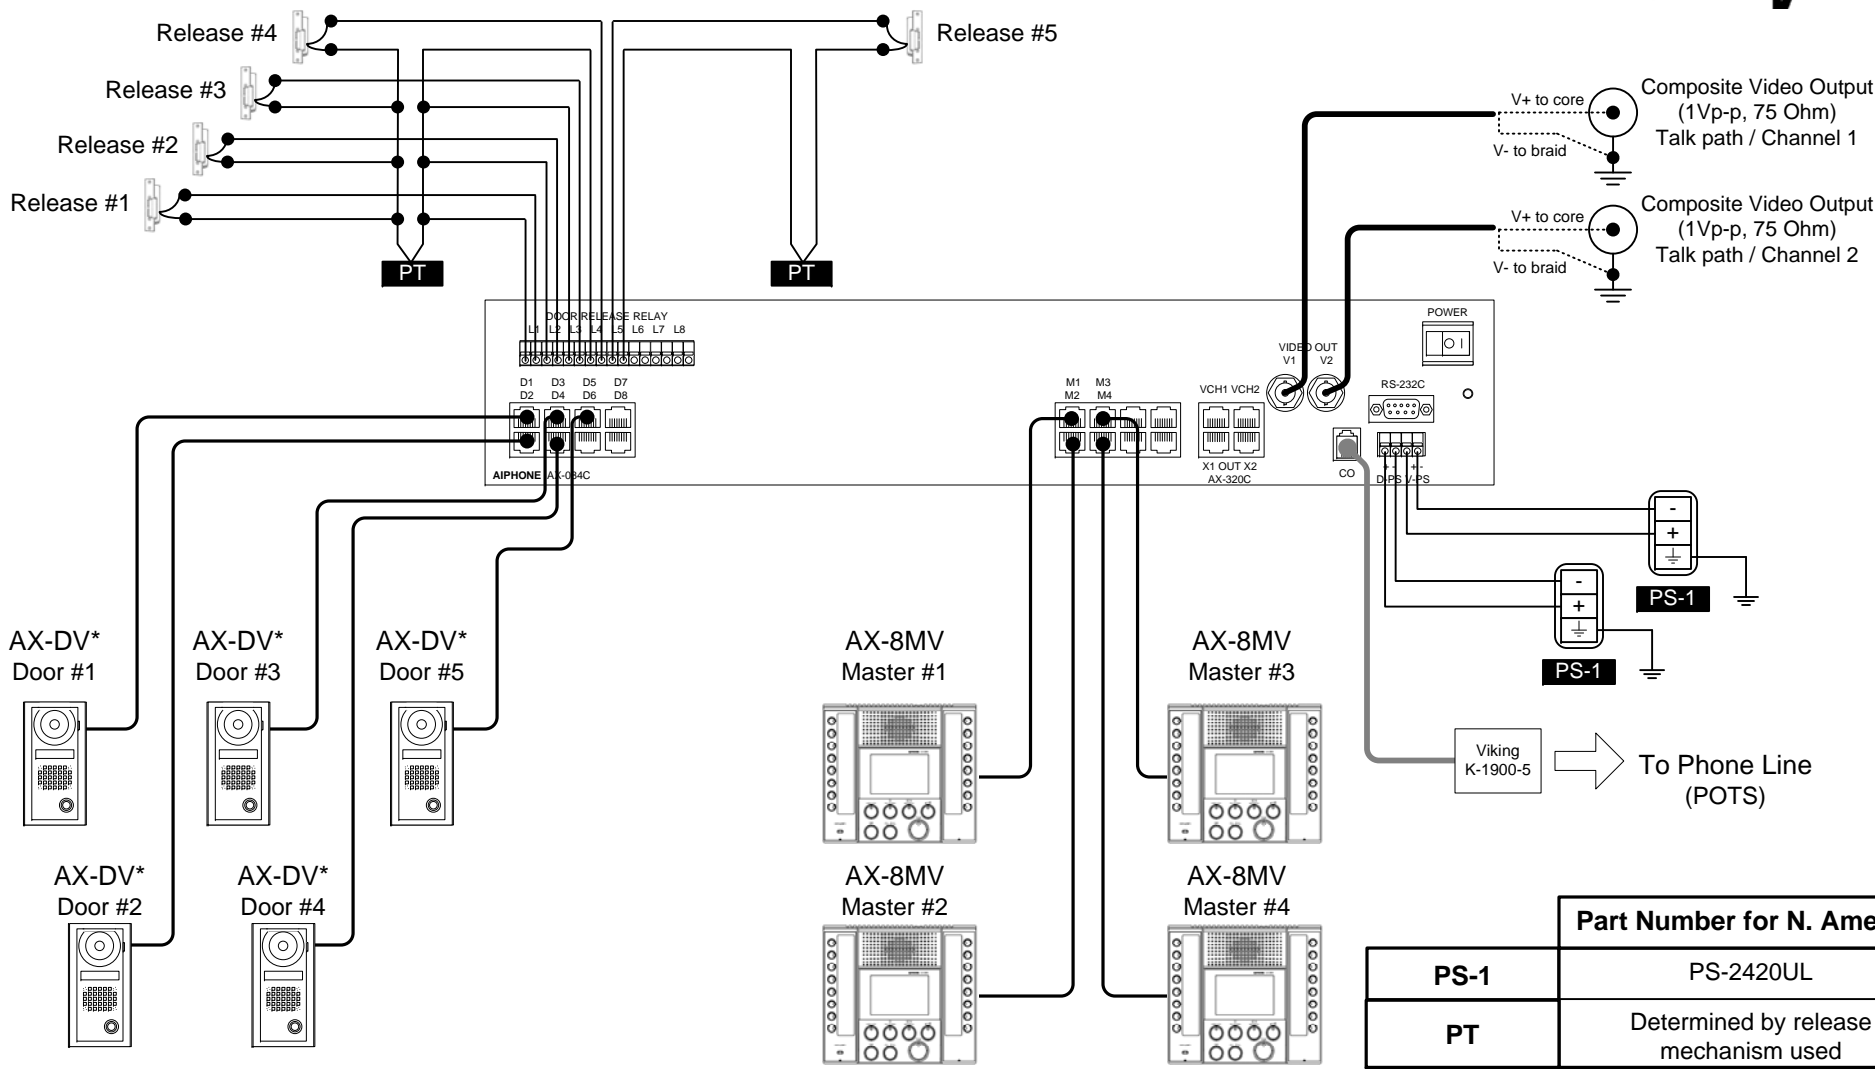 Release #4
Release #5
Release #3
Release #2
Release #1
PT
PT
V+ to core
V- to braid
Composite Video Output
(1Vp-p, 75 Ohm)
Talk path / Channel 1
V+ to core
V- to braid
Composite Video Output
(1Vp-p, 75 Ohm)
Talk path / Channel 2
DOOR RELEASE RELAY
L1 L2 L3 L4 L5 L6 L7 L8
D1 D3 D5 D7
D2 D4 D6 D8
AIPHONE AX-084C
M1 M3
M2 M4
VCH1 VCH2
X1 OUT X2
AX-320C
VIDEO OUT
V1 V2
POWER
RS-232C
CO
+ - + -
D-PS V-PS
-
+
PS-1
-
+
PS-1
AX-DV*
Door #1
AX-DV*
Door #3
AX-DV*
Door #5
AX-8MV
Master #1
AX-8MV
Master #3
Viking
K-1900-5
To Phone Line
(POTS)
AX-DV*
Door #2
AX-DV*
Door #4
AX-8MV
Master #2
AX-8MV
Master #4
Part Number for N. Ame
PS-1 PS-2420UL
PT Determined by release
mechanism used